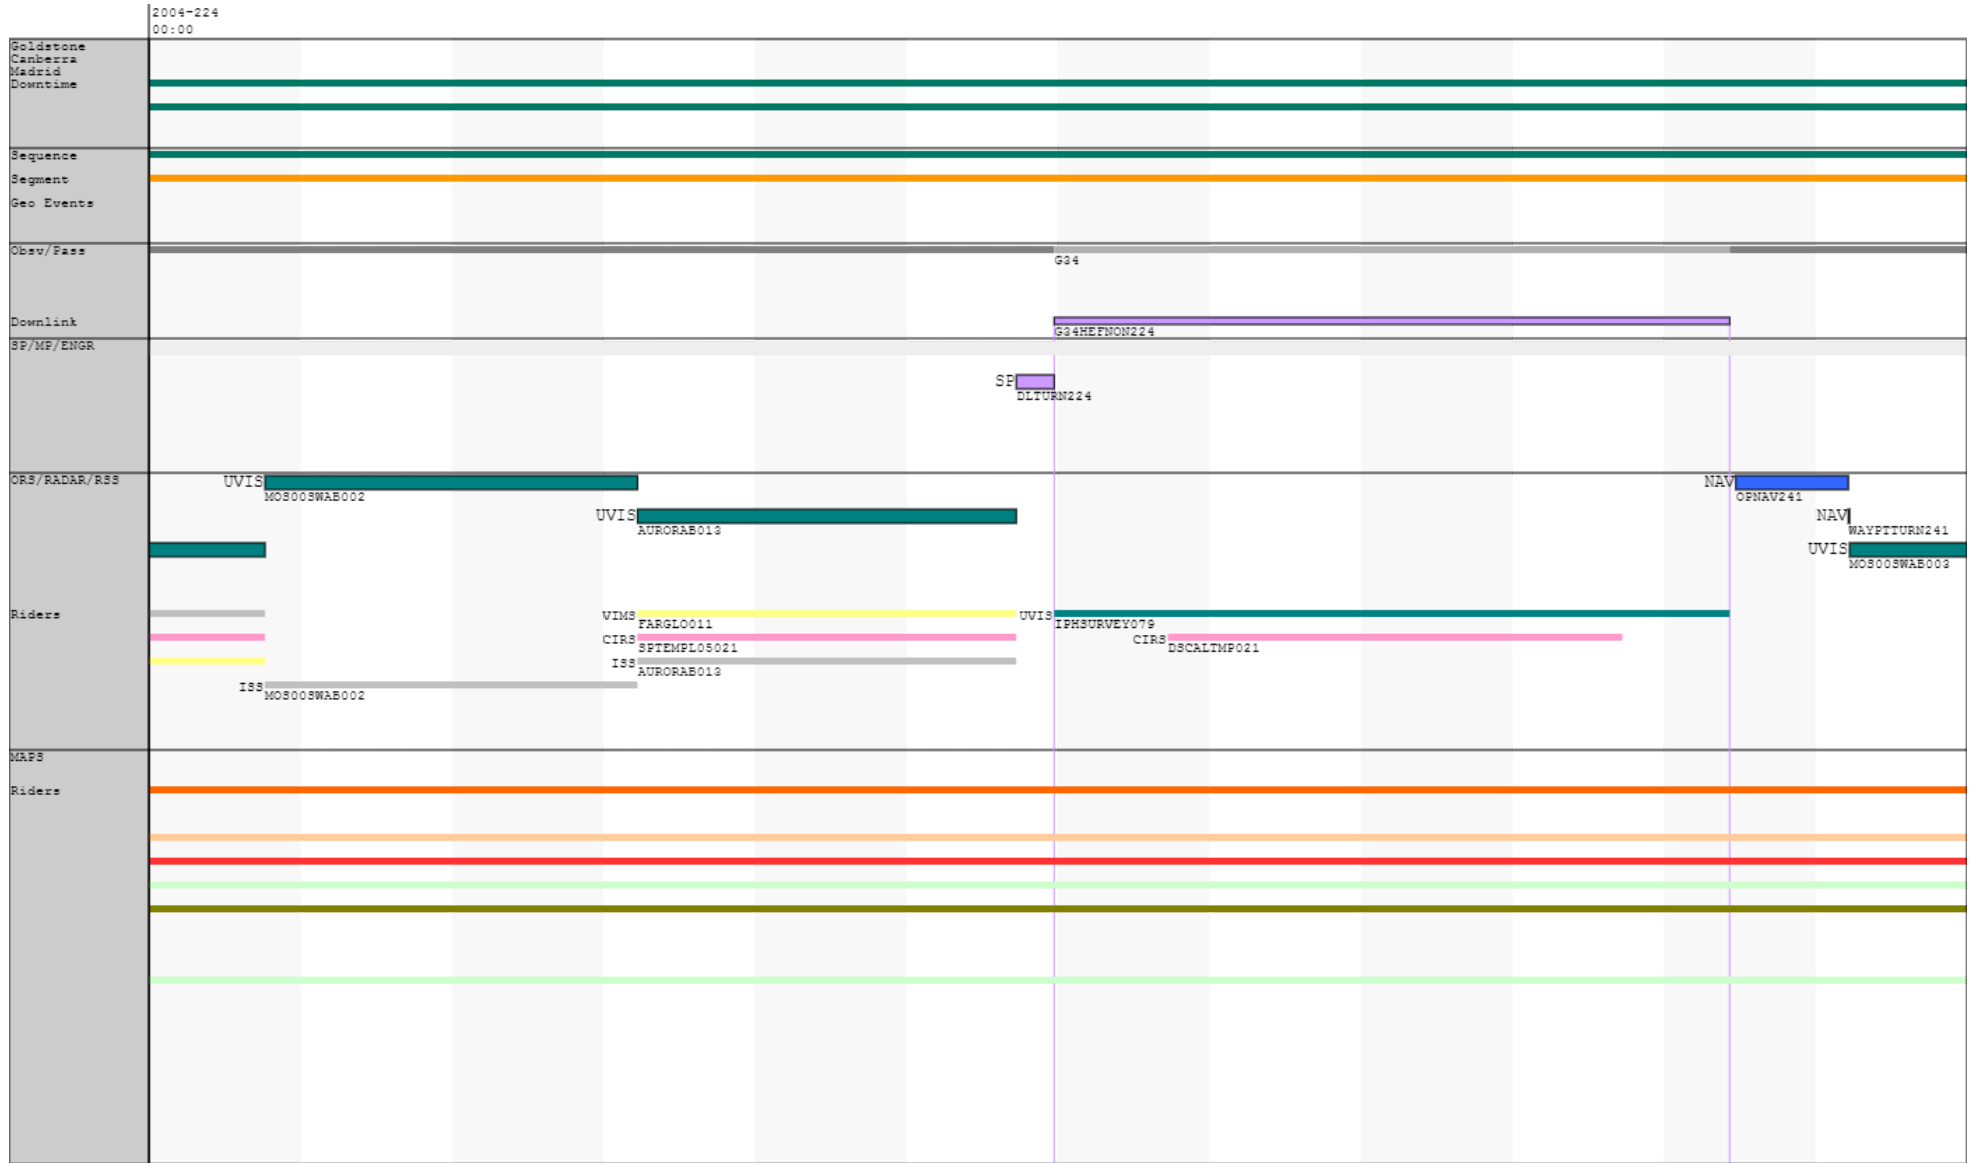 2004-224
00:00
Goldstone
Canberra
Madrid
Downtime
Sequence
Segment
Geo Events
Obsv/Pass
G34
Downlink
G34HEFNON224
SP/MP/ENGR
SP
DLTURN224
ORS/RADAR/RSS
UVIS
MOS00SWAB002
NAV
OPNAV241
UVIS
AURORAB013
NAV
WAYPTTURN241
UVIS
MOS00SWAB003
Riders
VIMS
FARGLO011
UVIS
IPHSURVEY079
CIRS
SPTEMPL05021
CIRS
DSCALTMP021
ISS
AURORAB013
ISS
MOS00SWAB002
MAPS
Riders